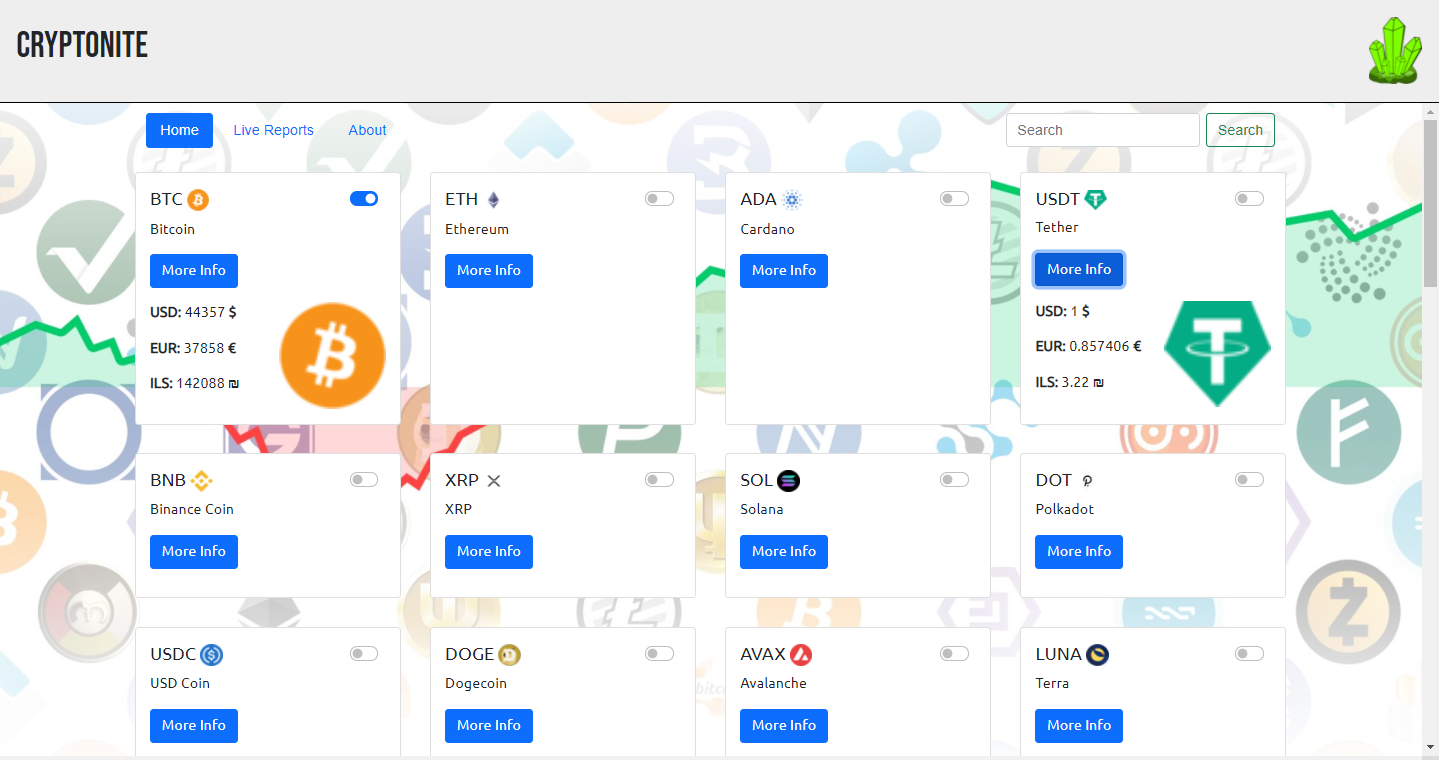 CRYPTONITE
Home Live Reports About Search Search
BTC ETH ADA USDT
Bitcoin Ethereum Cardano Tether
More Info More Info More Info More Info
USD: 44357 $ USD: 1 $
EUR: 37858 € EUR: 0.857406 €
ILS: 142088 ₪ ILS: 3.22 ₪
BNB XRP SOL DOT
Binance Coin XRP Solana Polkadot
More Info More Info More Info More Info
USDC DOGE AVAX LUNA
USD Coin Dogecoin Avalanche Terra
More Info More Info More Info More Info